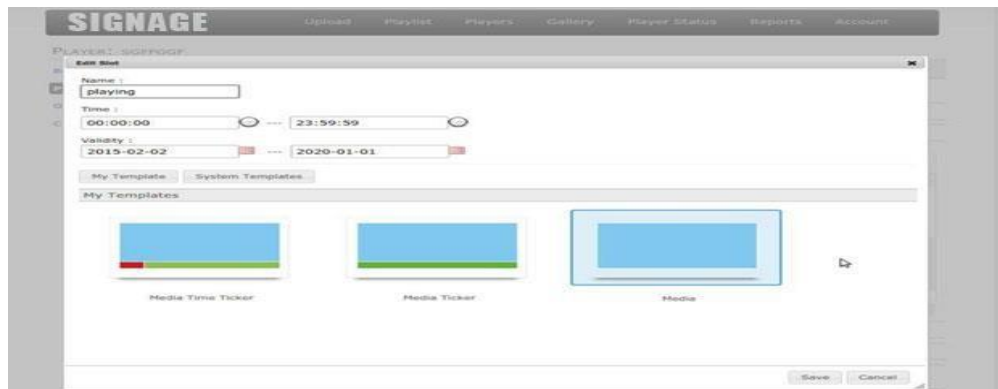 SIGNAGE
Upload Playlist Players Gallery Player Status Reports Account
Edit Slot
Name :
playing
Time :
00:00:00 --- 23:59:59
Validity :
2015-02-02 --- 2020-01-01
My Template System Templates
My Templates
Media Time Ticker Media Ticker Media
Save Cancel